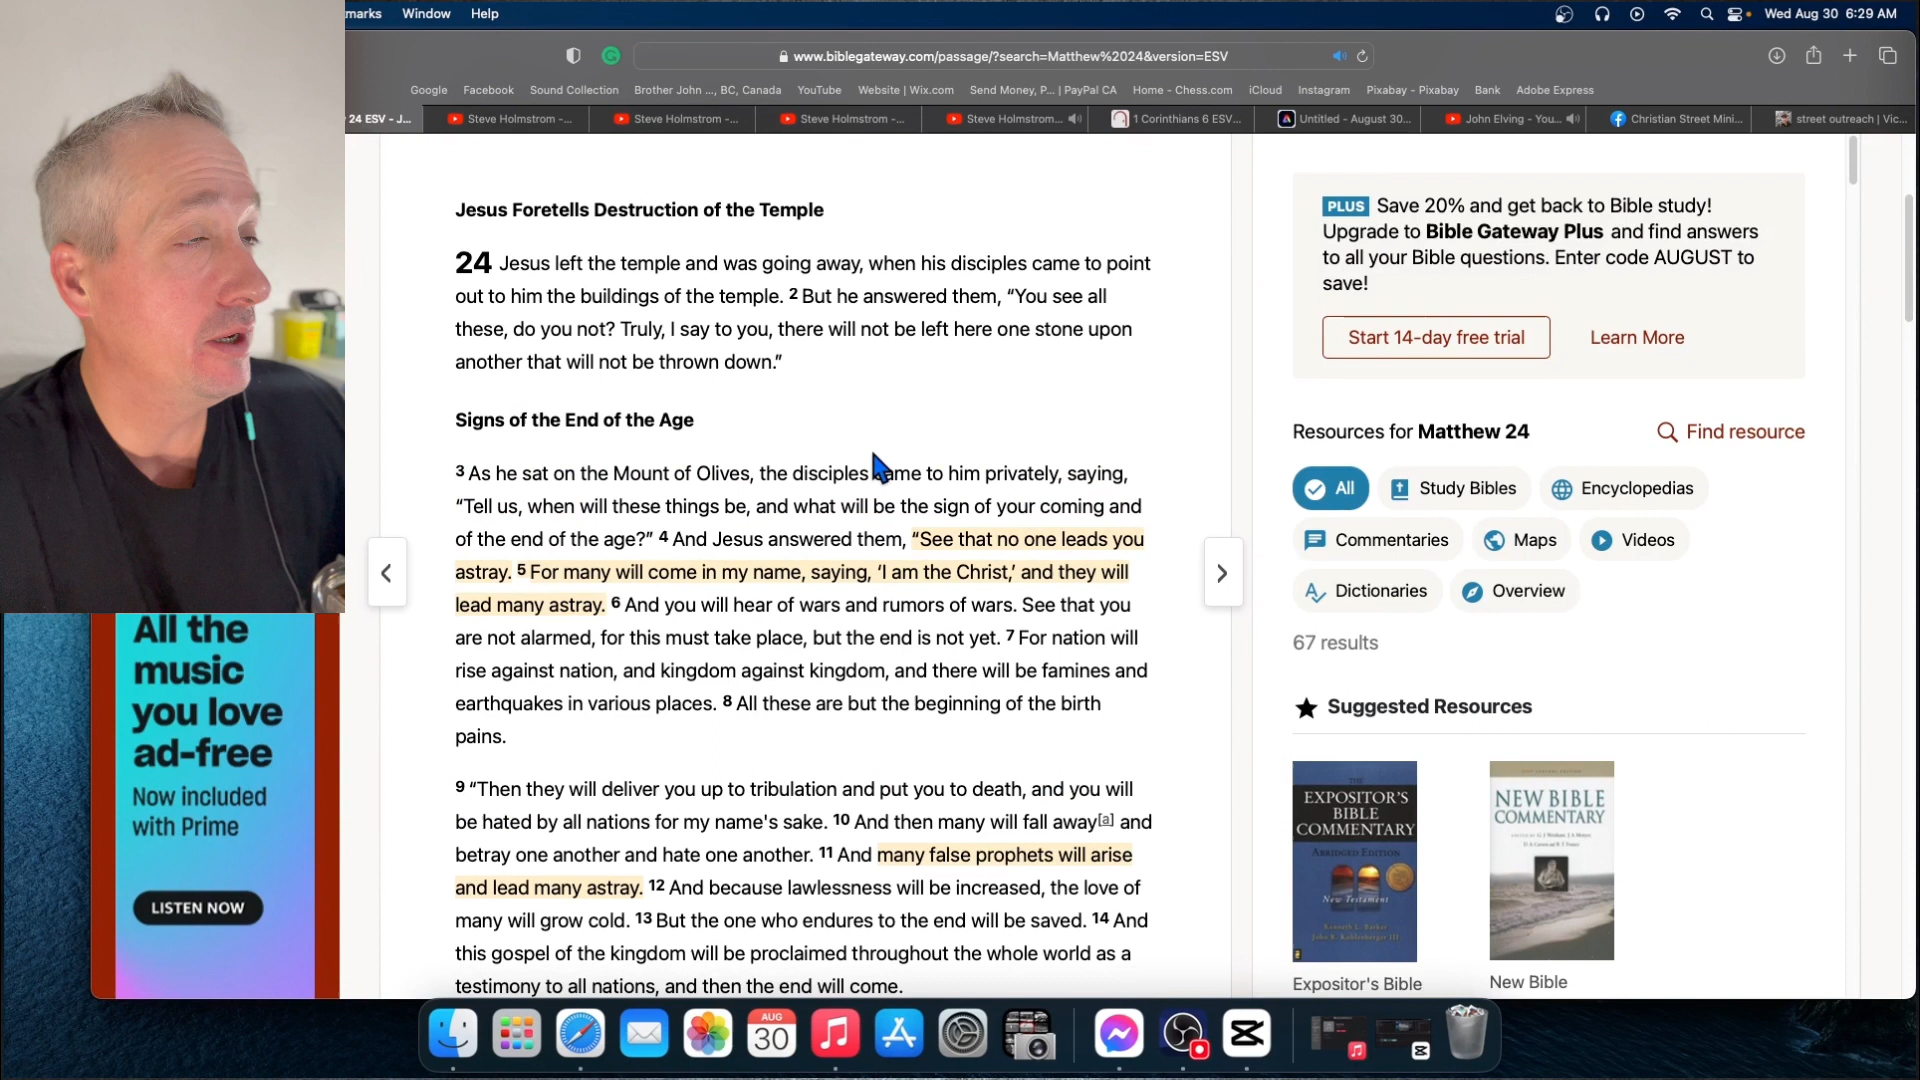 marks Window Help
Wed Aug 30 6:29 AM
www.biblegateway.com/passage/?search=Matthew%2024&version=ESV
Google Facebook Sound Collection Brother John ..., BC, Canada YouTube Website | Wix.com Send Money, P... | PayPal CA Home - Chess.com iCloud Instagram Pixabay - Pixabay Bank Adobe Express
24 ESV - J... Steve Holmstrom -... Steve Holmstrom -... Steve Holmstrom -... Steve Holmstrom... 1 Corinthians 6 ESV... Untitled - August 30... John Elving - You... Christian Street Mini... street outreach | Vic...
Jesus Foretells Destruction of the Temple
24 Jesus left the temple and was going away, when his disciples came to point
out to him the buildings of the temple. 2 But he answered them, “You see all
these, do you not? Truly, I say to you, there will not be left here one stone upon
another that will not be thrown down.”
Signs of the End of the Age
3 As he sat on the Mount of Olives, the disciples came to him privately, saying,
“Tell us, when will these things be, and what will be the sign of your coming and
of the end of the age?” 4 And Jesus answered them, “See that no one leads you
astray. 5 For many will come in my name, saying, ‘I am the Christ,’ and they will
lead many astray. 6 And you will hear of wars and rumors of wars. See that you
are not alarmed, for this must take place, but the end is not yet. 7 For nation will
rise against nation, and kingdom against kingdom, and there will be famines and
earthquakes in various places. 8 All these are but the beginning of the birth
pains.
9 “Then they will deliver you up to tribulation and put you to death, and you will
be hated by all nations for my name's sake. 10 And then many will fall away[a] and
betray one another and hate one another. 11 And many false prophets will arise
and lead many astray. 12 And because lawlessness will be increased, the love of
many will grow cold. 13 But the one who endures to the end will be saved. 14 And
this gospel of the kingdom will be proclaimed throughout the whole world as a
testimony to all nations, and then the end will come.
PLUS Save 20% and get back to Bible study!
Upgrade to Bible Gateway Plus and find answers
to all your Bible questions. Enter code AUGUST to
save!
Start 14-day free trial Learn More
Resources for Matthew 24 Find resource
All Study Bibles Encyclopedias
Commentaries Maps Videos
Dictionaries Overview
67 results
Suggested Resources
THE
EXPOSITOR'S
BIBLE
COMMENTARY
ABRIDGED EDITION
New Testament
Kenneth L. Barker
John R. Kohlenberger III
NEW BIBLE
COMMENTARY
Expositor's Bible
New Bible
All the
music
you love
ad-free
Now included
with Prime
LISTEN NOW
AUG
30